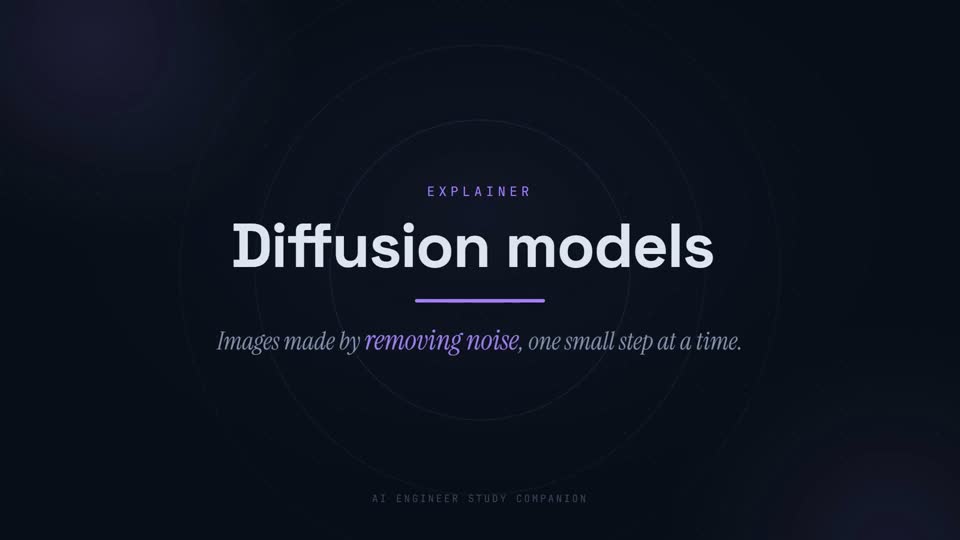 EXPLAINER
Diffusion models
Images made by removing noise, one small step at a time.
AI ENGINEER STUDY COMPANION